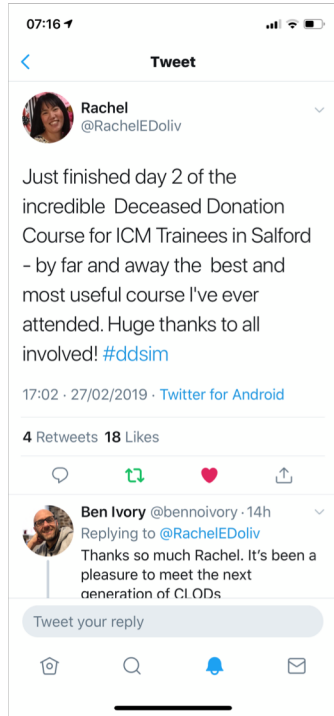 07:16
Tweet
Rachel
@RachelEDoliv
Just finished day 2 of the
incredible Deceased Donation
Course for ICM Trainees in Salford
- by far and away the best and
most useful course I've ever
attended. Huge thanks to all
involved! #ddsim
17:02 · 27/02/2019 · Twitter for Android
4 Retweets 18 Likes
Ben Ivory @bennoivory · 14h
Replying to @RachelEDoliv
Thanks so much Rachel. It's been a
pleasure to meet the next
generation of CLODs
Tweet your reply